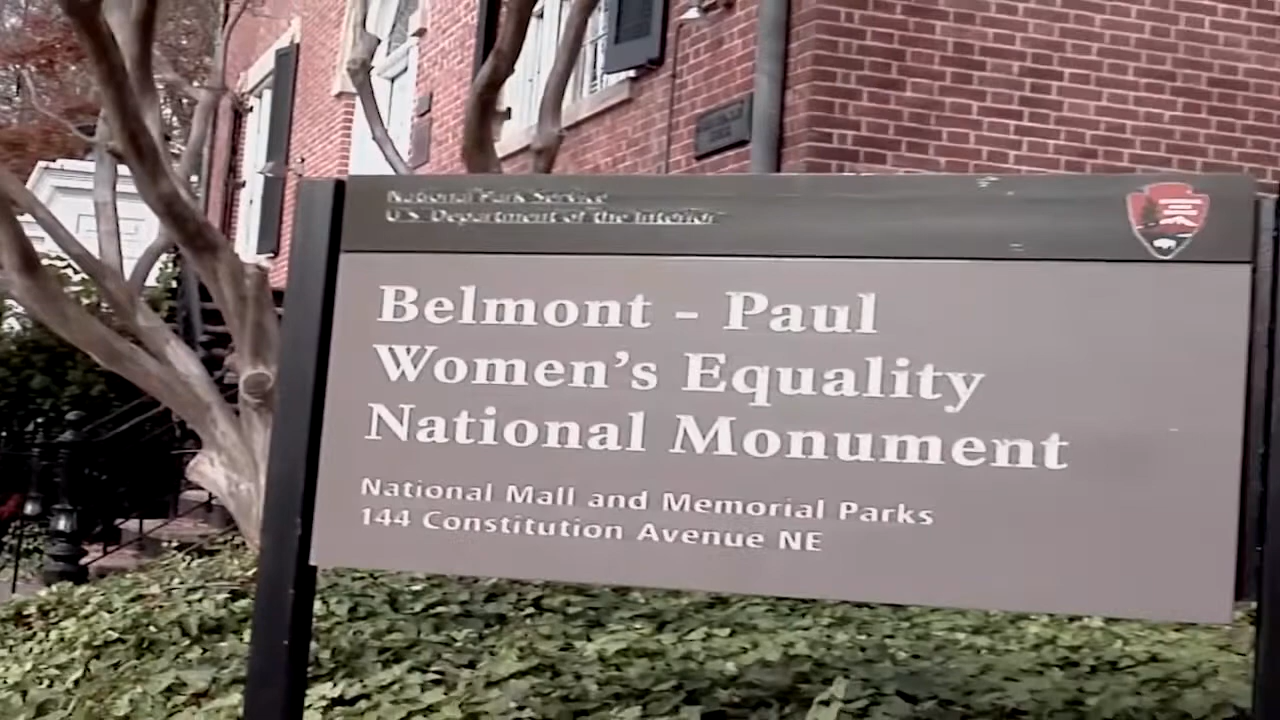 National Park Service
U.S. Department of the Interior
Belmont - Paul
Women's Equality
National Monument
National Mall and Memorial Parks
144 Constitution Avenue NE